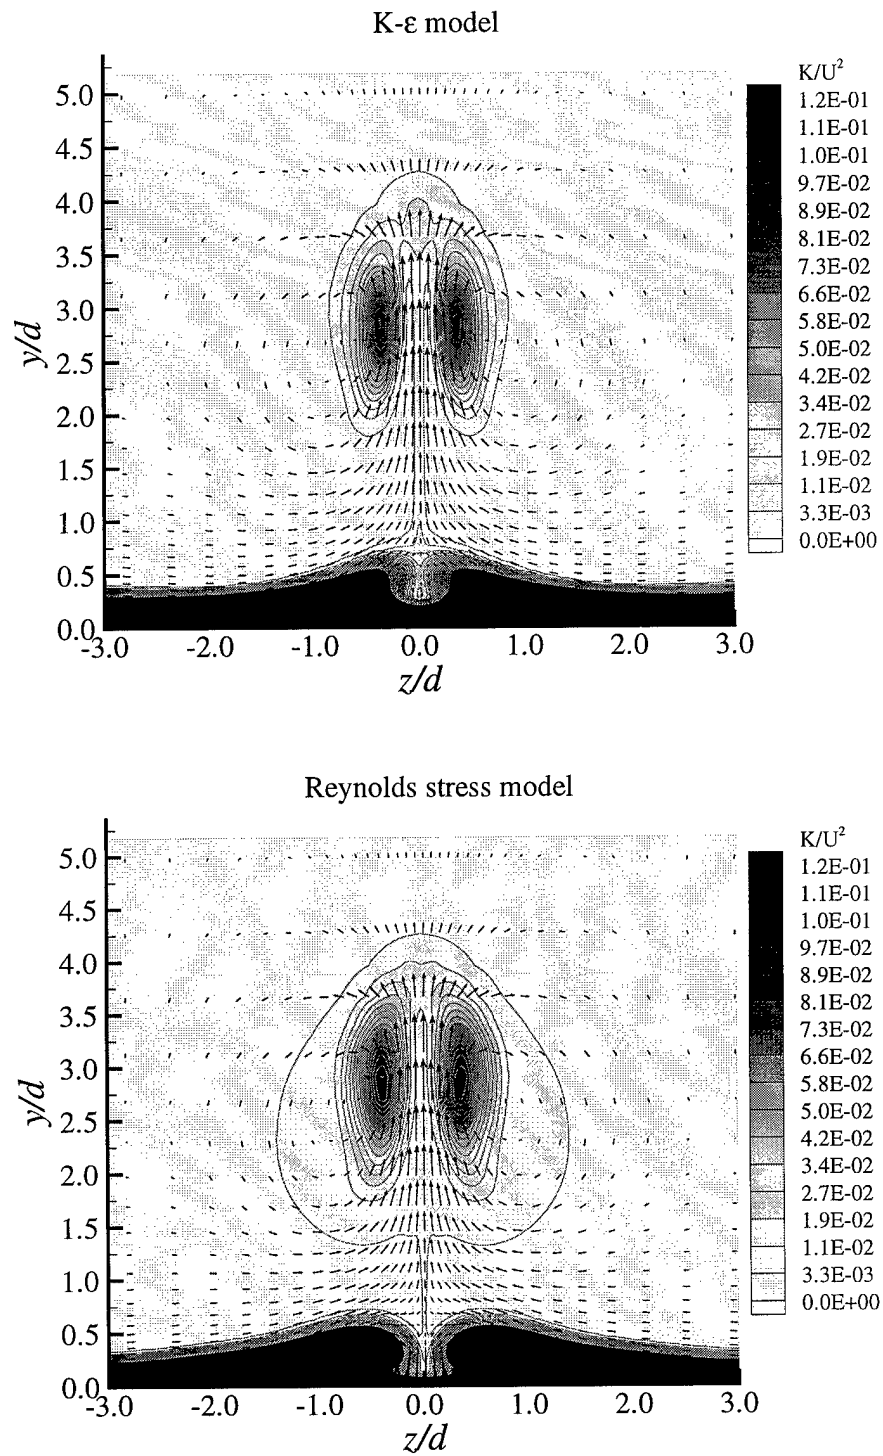 K-ε model
K/U²
1.2E-01
1.1E-01
1.0E-01
9.7E-02
8.9E-02
8.1E-02
7.3E-02
6.6E-02
5.8E-02
5.0E-02
4.2E-02
3.4E-02
2.7E-02
1.9E-02
1.1E-02
3.3E-03
0.0E+00
y/d
5.0
4.5
4.0
3.5
3.0
2.5
2.0
1.5
1.0
0.5
0.0
-3.0 -2.0 -1.0 0.0 1.0 2.0 3.0
z/d
Reynolds stress model
K/U²
1.2E-01
1.1E-01
1.0E-01
9.7E-02
8.9E-02
8.1E-02
7.3E-02
6.6E-02
5.8E-02
5.0E-02
4.2E-02
3.4E-02
2.7E-02
1.9E-02
1.1E-02
3.3E-03
0.0E+00
y/d
5.0
4.5
4.0
3.5
3.0
2.5
2.0
1.5
1.0
0.5
0.0
-3.0 -2.0 -1.0 0.0 1.0 2.0 3.0
z/d